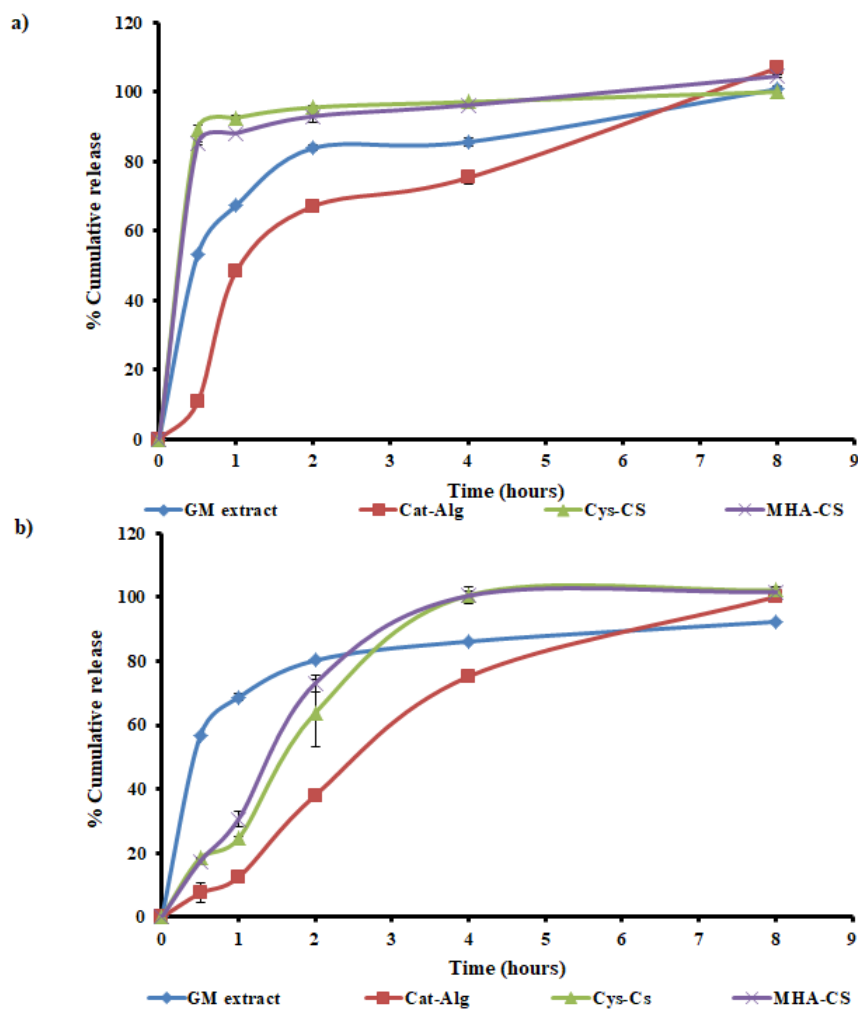 a)
120
100
80
60
40
20
0
% Cumulative release
0 1 2 3 4 5 6 7 8 9
Time (hours)
GM extract Cat-Alg Cys-CS MHA-CS
b)
120
100
80
60
40
20
0
% Cumulative release
0 1 2 3 4 5 6 7 8 9
Time (hours)
GM extract Cat-Alg Cys-Cs MHA-CS